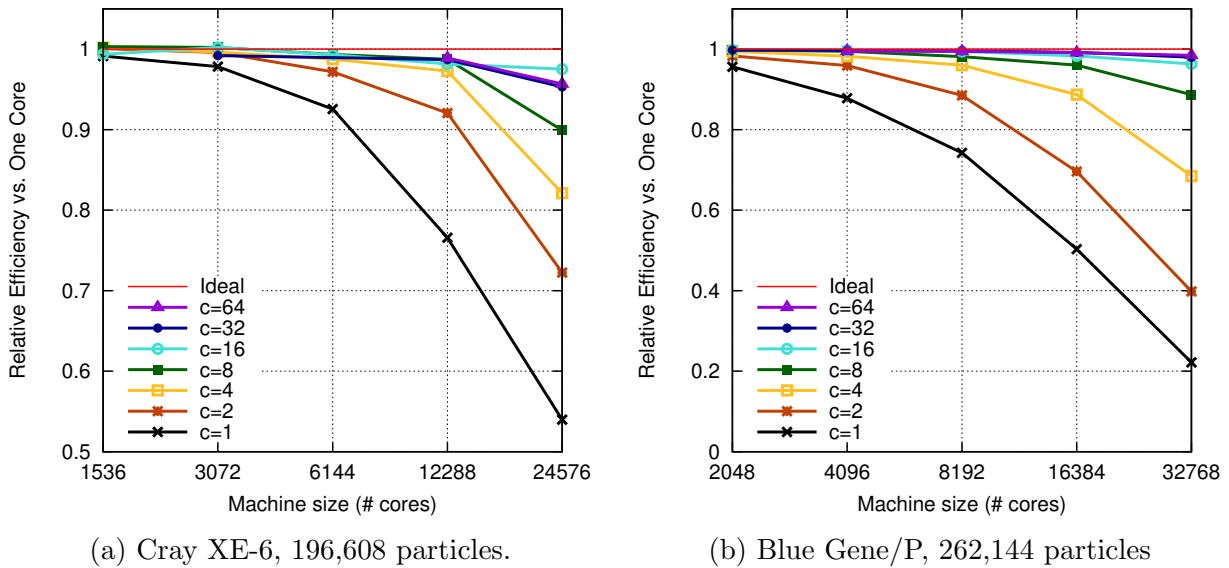 Relative Efficiency vs. One Core
1
0.9
0.8
0.7
0.6
0.5
Ideal
c=64
c=32
c=16
c=8
c=4
c=2
c=1
1536 3072 6144 12288 24576
Machine size (# cores)
(a) Cray XE-6, 196,608 particles.
Relative Efficiency vs. One Core
1
0.8
0.6
0.4
0.2
0
Ideal
c=64
c=32
c=16
c=8
c=4
c=2
c=1
2048 4096 8192 16384 32768
Machine size (# cores)
(b) Blue Gene/P, 262,144 particles